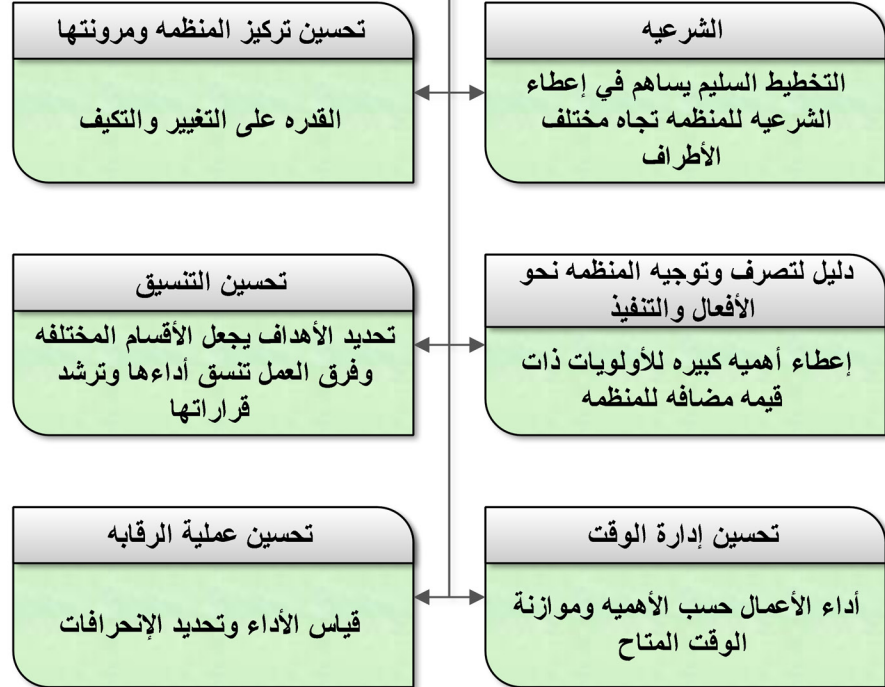 الشرعيه
التخطيط السليم يساهم في إعطاء
الشرعيه للمنظمه تجاه مختلف
الأطراف
تحسين تركيز المنظمه ومرونتها
القدره على التغيير والتكيف
دليل لتصرف وتوجيه المنظمه نحو
الأفعال والتنفيذ
إعطاء أهميه كبيره للأولويات ذات
قيمه مضافه للمنظمه
تحسين التنسيق
تحديد الأهداف يجعل الأقسام المختلفه
وفرق العمل تنسق أداءها وترشد
قراراتها
تحسين إدارة الوقت
أداء الأعمال حسب الأهميه وموازنة
الوقت المتاح
تحسين عملية الرقابه
قياس الأداء وتحديد الإنحرافات